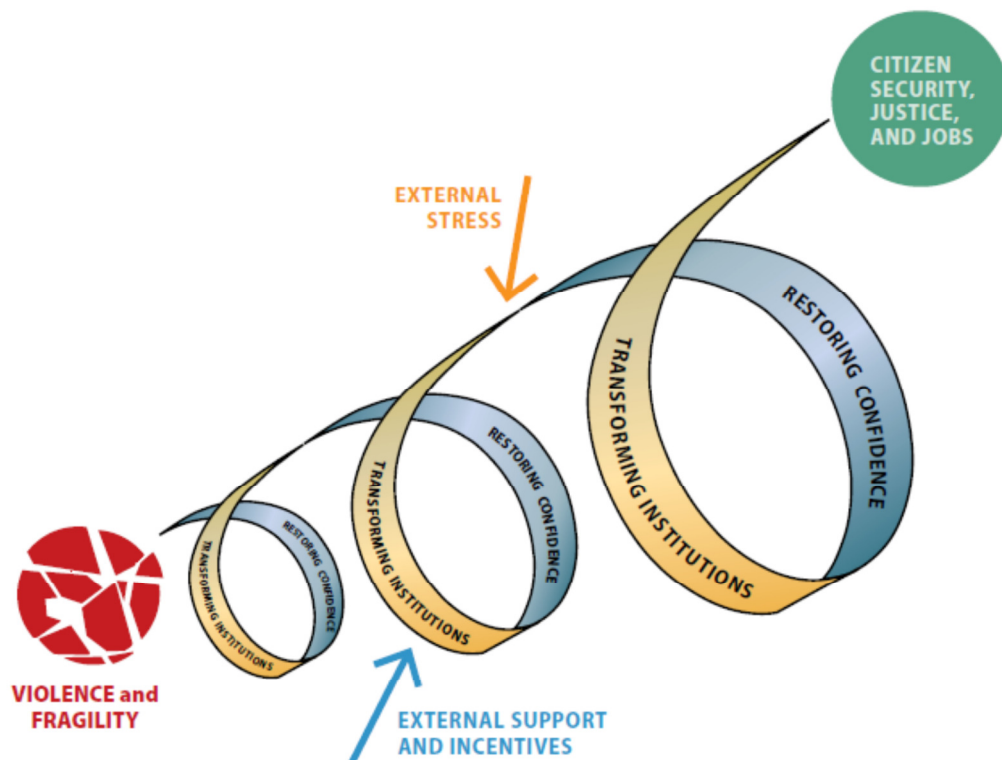 CITIZEN
SECURITY,
JUSTICE,
AND JOBS
EXTERNAL
STRESS
RESTORING CONFIDENCE
TRANSFORMING INSTITUTIONS
RESTORING CONFIDENCE
TRANSFORMING INSTITUTIONS
RESTORING CONFIDENCE
TRANSFORMING INSTITUTIONS
VIOLENCE and
FRAGILITY
EXTERNAL SUPPORT
AND INCENTIVES